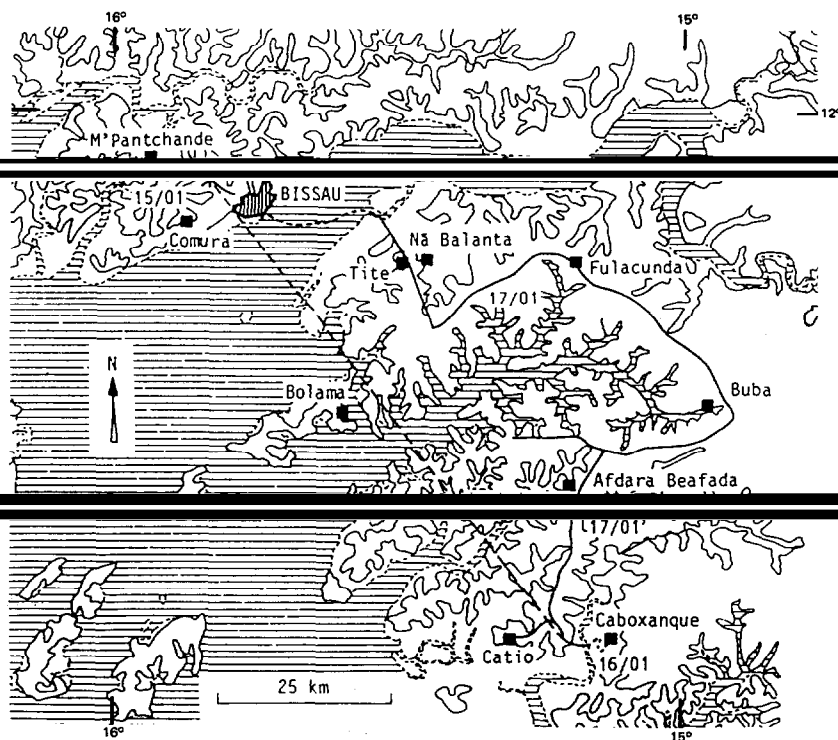 16°
15°
12°
M'Pantchande
15/01
BISSAU
Comura
Nã Balanta
Tite
Fulacunda
17/01
N
Bolama
Buba
Afdara Beafada
17/01
Caboxanque
Catio
16/01
25 km
16°
15°